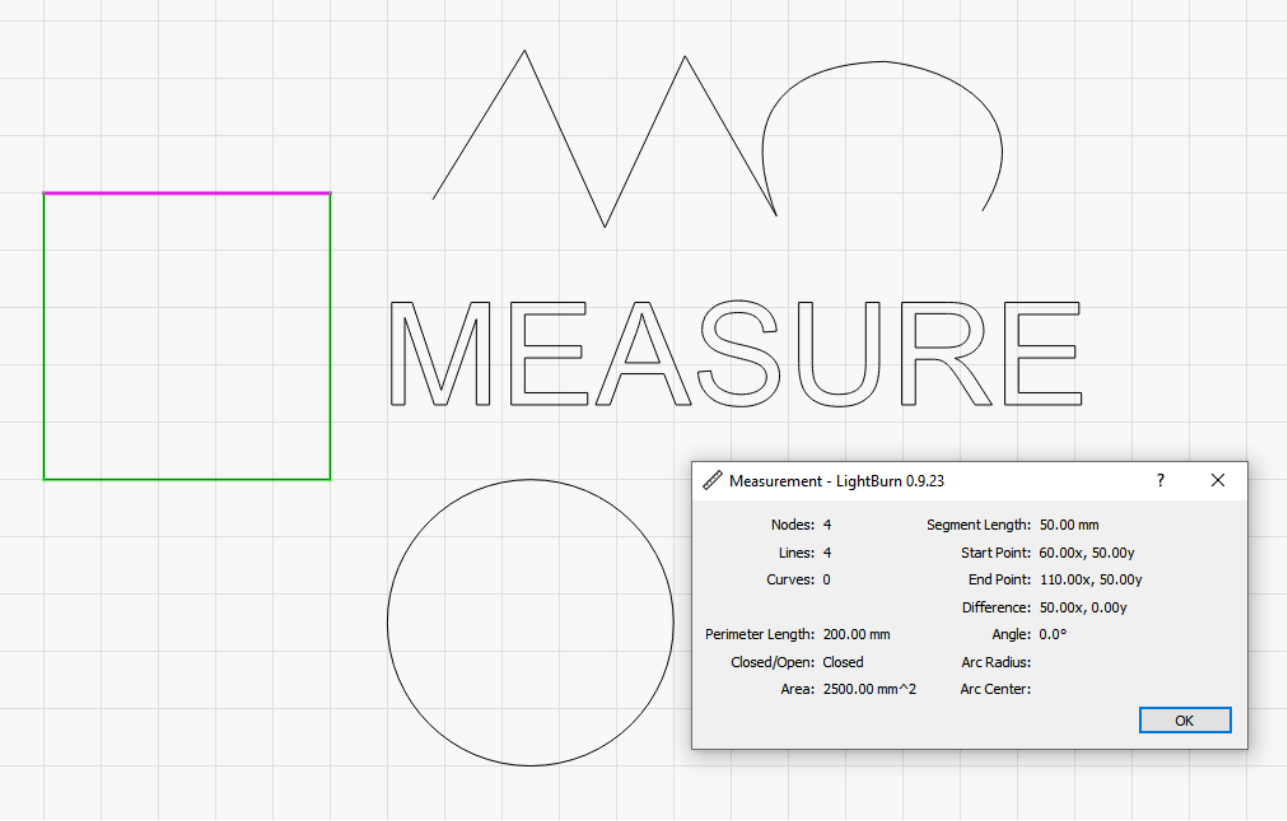 MEASURE
Measurement - LightBurn 0.9.23 ?
Nodes: 4 Segment Length: 50.00 mm
Lines: 4 Start Point: 60.00x, 50.00y
Curves: 0 End Point: 110.00x, 50.00y
Difference: 50.00x, 0.00y
Perimeter Length: 200.00 mm Angle: 0.0°
Closed/Open: Closed Arc Radius:
Area: 2500.00 mm^2 Arc Center:
OK